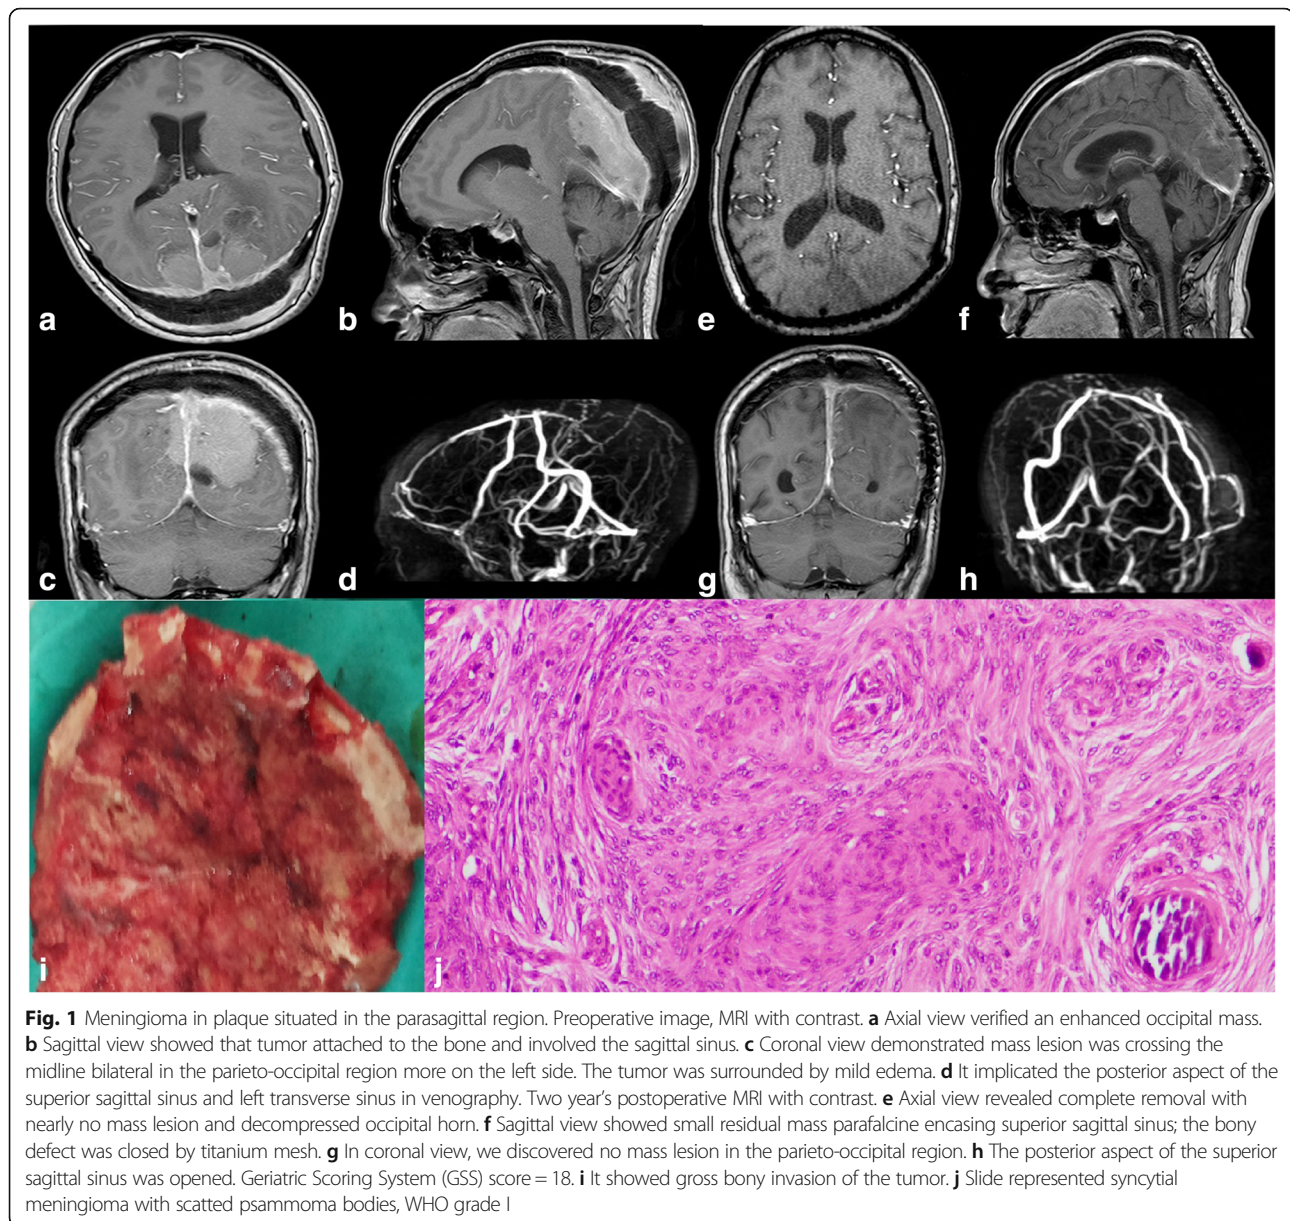 a
b
e
f
c
d
g
h
i
j
Fig. 1 Meningioma in plaque situated in the parasagittal region. Preoperative image, MRI with contrast. a Axial view verified an enhanced occipital mass.
b Sagittal view showed that tumor attached to the bone and involved the sagittal sinus. c Coronal view demonstrated mass lesion was crossing the
midline bilateral in the parieto-occipital region more on the left side. The tumor was surrounded by mild edema. d It implicated the posterior aspect of the
superior sagittal sinus and left transverse sinus in venography. Two year's postoperative MRI with contrast. e Axial view revealed complete removal with
nearly no mass lesion and decompressed occipital horn. f Sagittal view showed small residual mass parafalcine encasing superior sagittal sinus; the bony
defect was closed by titanium mesh. g In coronal view, we discovered no mass lesion in the parieto-occipital region. h The posterior aspect of the superior
sagittal sinus was opened. Geriatric Scoring System (GSS) score = 18. i It showed gross bony invasion of the tumor. j Slide represented syncytial
meningioma with scatted psammoma bodies, WHO grade I